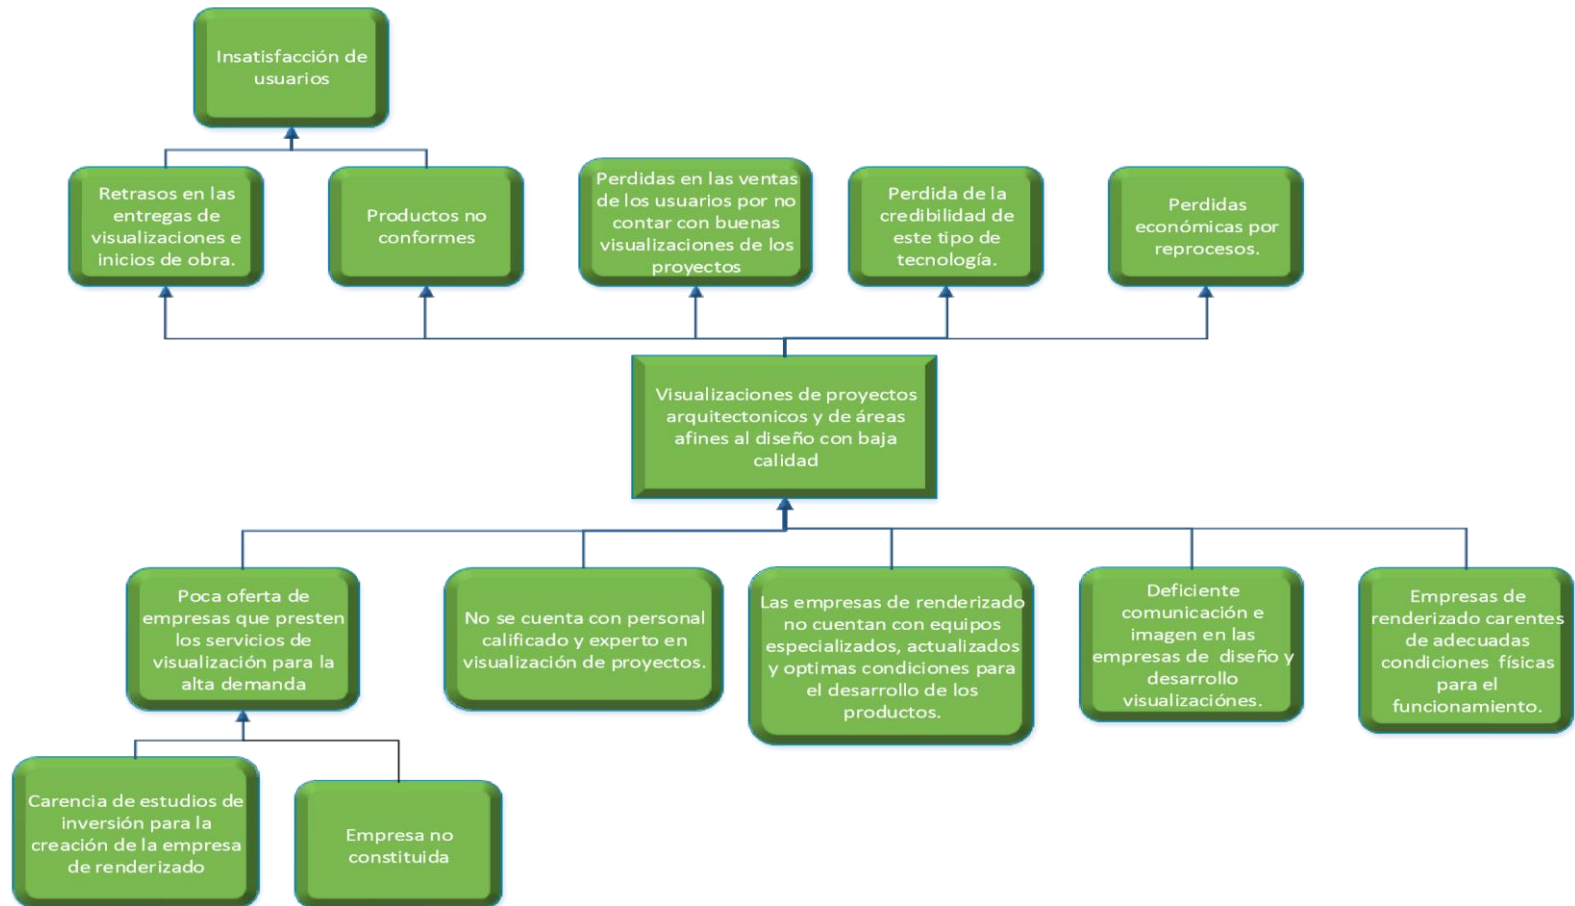 Insatisfacción de
usuarios
Retrasos en las
entregas de
visualizaciones e
inicios de obra.
Productos no
conformes
Perdidas en las ventas
de los usuarios por no
contar con buenas
visualizaciones de los
proyectos
Perdida de la
credibilidad de
este tipo de
tecnología.
Perdidas
económicas por
reprocesos.
Visualizaciones de proyectos
arquitectonicos y de áreas
afines al diseño con baja
calidad
Poca oferta de
empresas que presten
los servicios de
visualización para la
alta demanda
No se cuenta con personal
calificado y experto en
visualización de proyectos.
Las empresas de renderizado
no cuentan con equipos
especializados, actualizados
y optimas condiciones para
el desarrollo de los
productos.
Deficiente
comunicación e
imagen en las
empresas de diseño y
desarrollo
visualizaciónes.
Empresas de
renderizado carentes
de adecuadas
condiciones físicas
para el
funcionamiento.
Carencia de estudios de
inversión para la
creación de la empresa
de renderizado
Empresa no
constituida